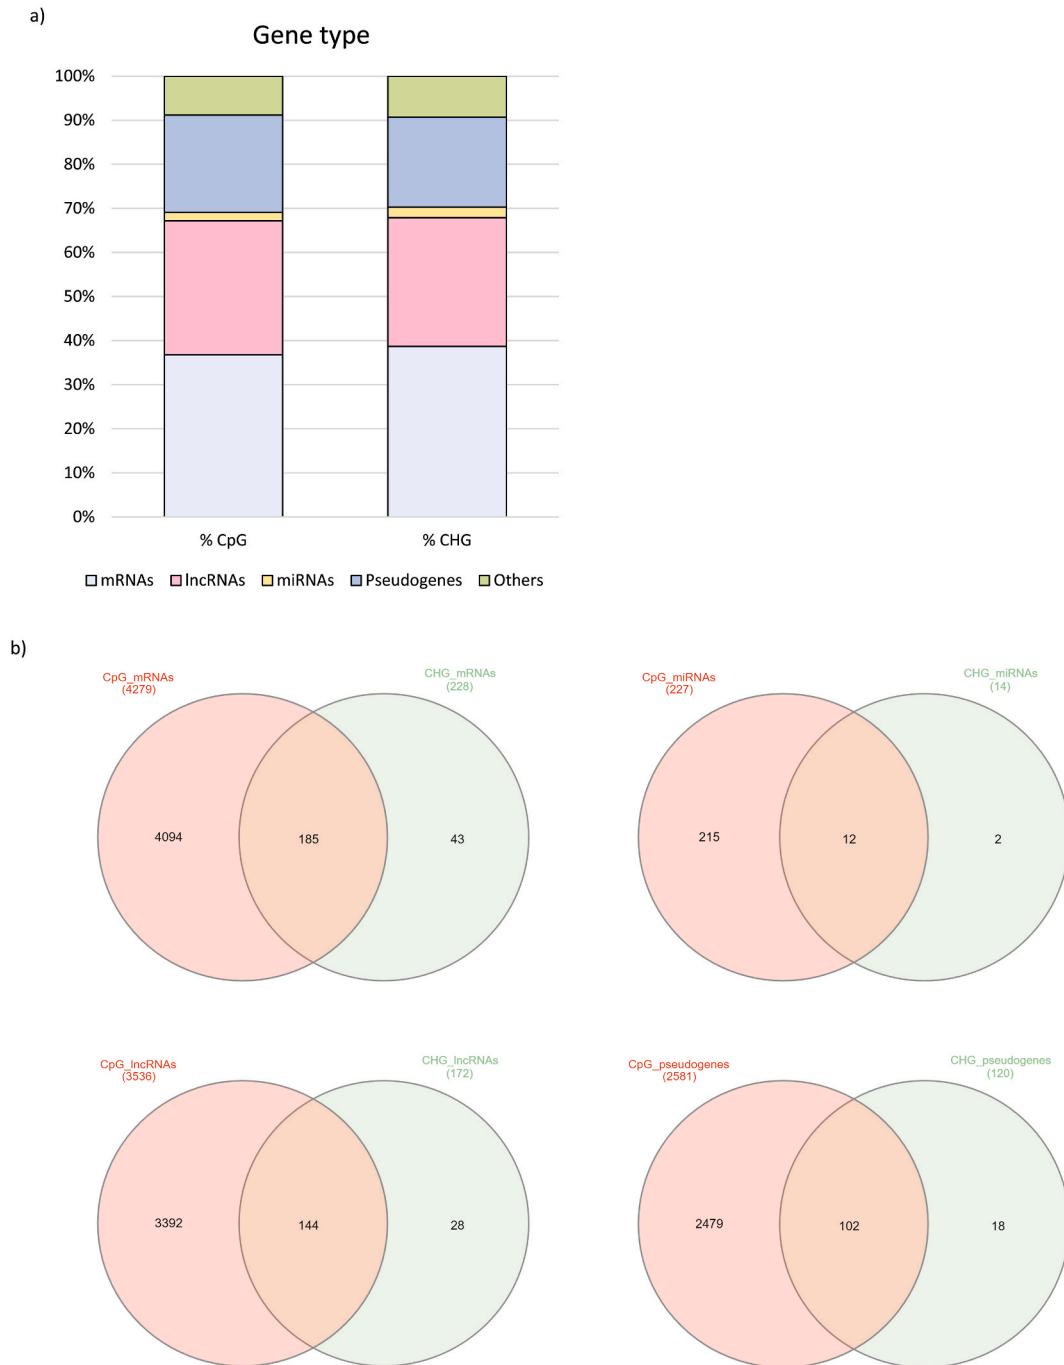 a)
Gene type
100%
90%
80%
70%
60%
50%
40%
30%
20%
10%
0%
% CpG
% CHG
mRNAs
lncRNAs
miRNAs
Pseudogenes
Others
b)
CpG_mRNAs
(4279)
CHG_mRNAs
(228)
4094
185
43
CpG_miRNAs
(227)
CHG_miRNAs
(14)
215
12
2
CpG_lncRNAs
(3536)
CHG_lncRNAs
(172)
3392
144
28
CpG_pseudogenes
(2581)
CHG_pseudogenes
(120)
2479
102
18